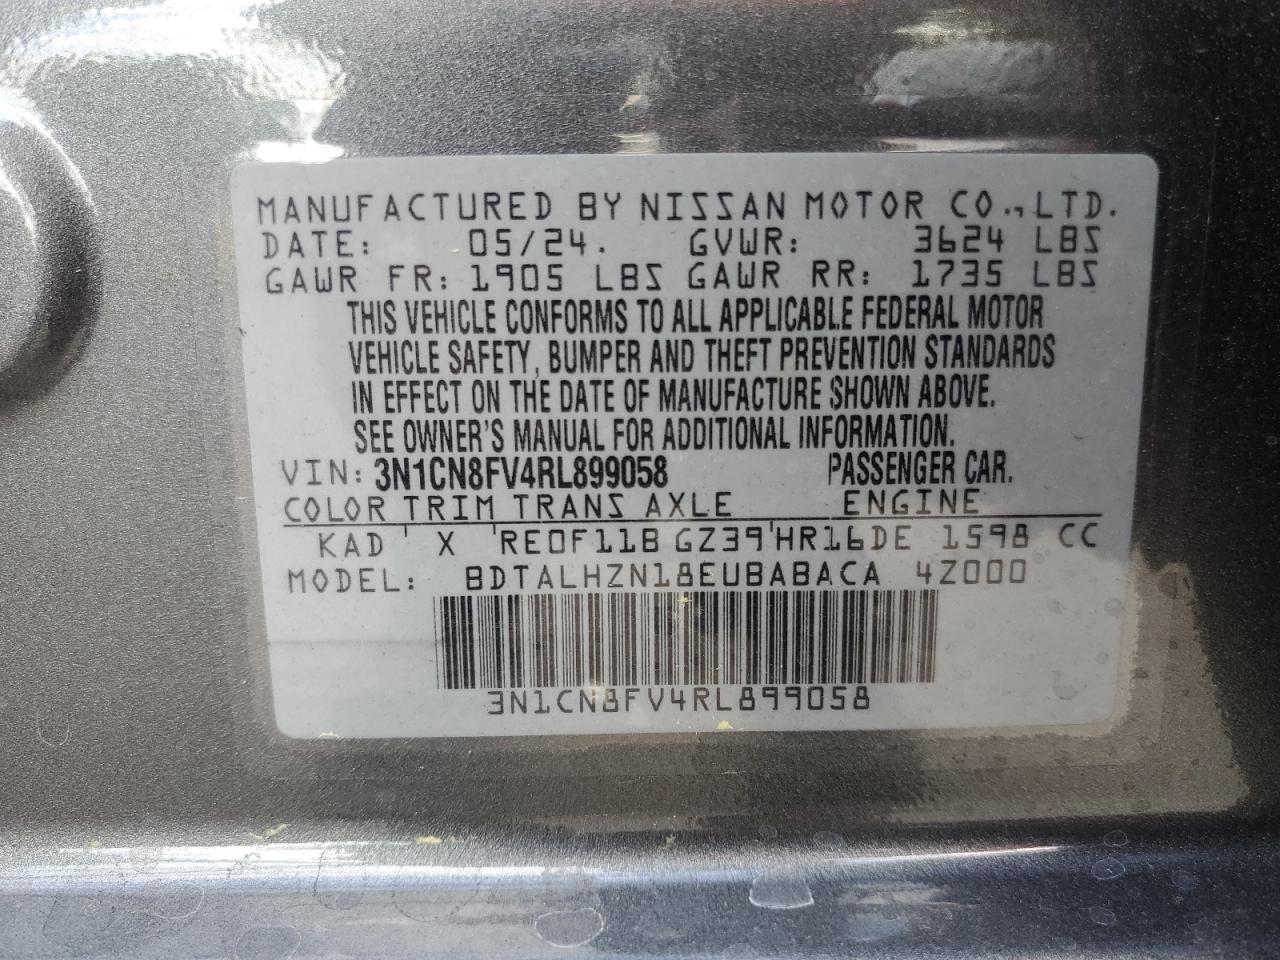 MANUFACTURED BY NISSAN MOTOR CO., LTD.
DATE: 05/24. GVWR: 3624 LBS
GAWR FR: 1905 LBS GAWR RR: 1735 LBS
THIS VEHICLE CONFORMS TO ALL APPLICABLE FEDERAL MOTOR
VEHICLE SAFETY, BUMPER AND THEFT PREVENTION STANDARDS
IN EFFECT ON THE DATE OF MANUFACTURE SHOWN ABOVE.
SEE OWNER'S MANUAL FOR ADDITIONAL INFORMATION.
VIN: 3N1CN8FV4RL899058 PASSENGER CAR.
COLOR TRIM TRANS AXLE ENGINE
KAD X RE0F11B GZ39 HR16DE 1598 CC
MODEL: BDTALHZN18EUBABACA 4Z000
3N1CN8FV4RL899058